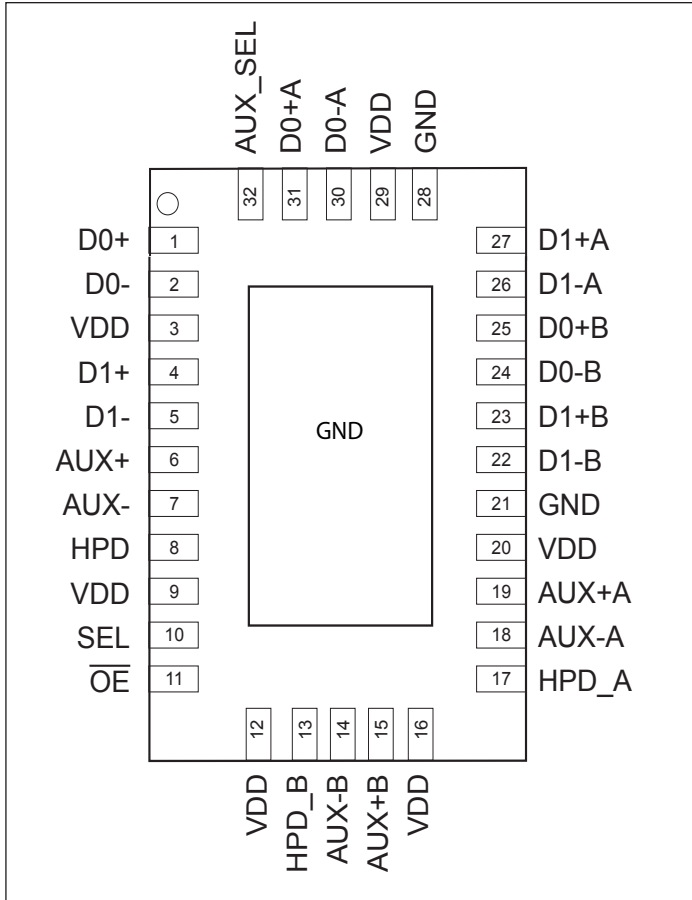 AUX_SEL
D0+A
D0-A
VDD
GND
32
31
30
29
28
D0+ 1
D0- 2
VDD 3
D1+ 4
D1- 5
AUX+ 6
AUX- 7
HPD 8
VDD 9
SEL 10
O̅E̅ 11
GND
27 D1+A
26 D1-A
25 D0+B
24 D0-B
23 D1+B
22 D1-B
21 GND
20 VDD
19 AUX+A
18 AUX-A
17 HPD_A
12
13
14
15
16
VDD
HPD_B
AUX-B
AUX+B
VDD